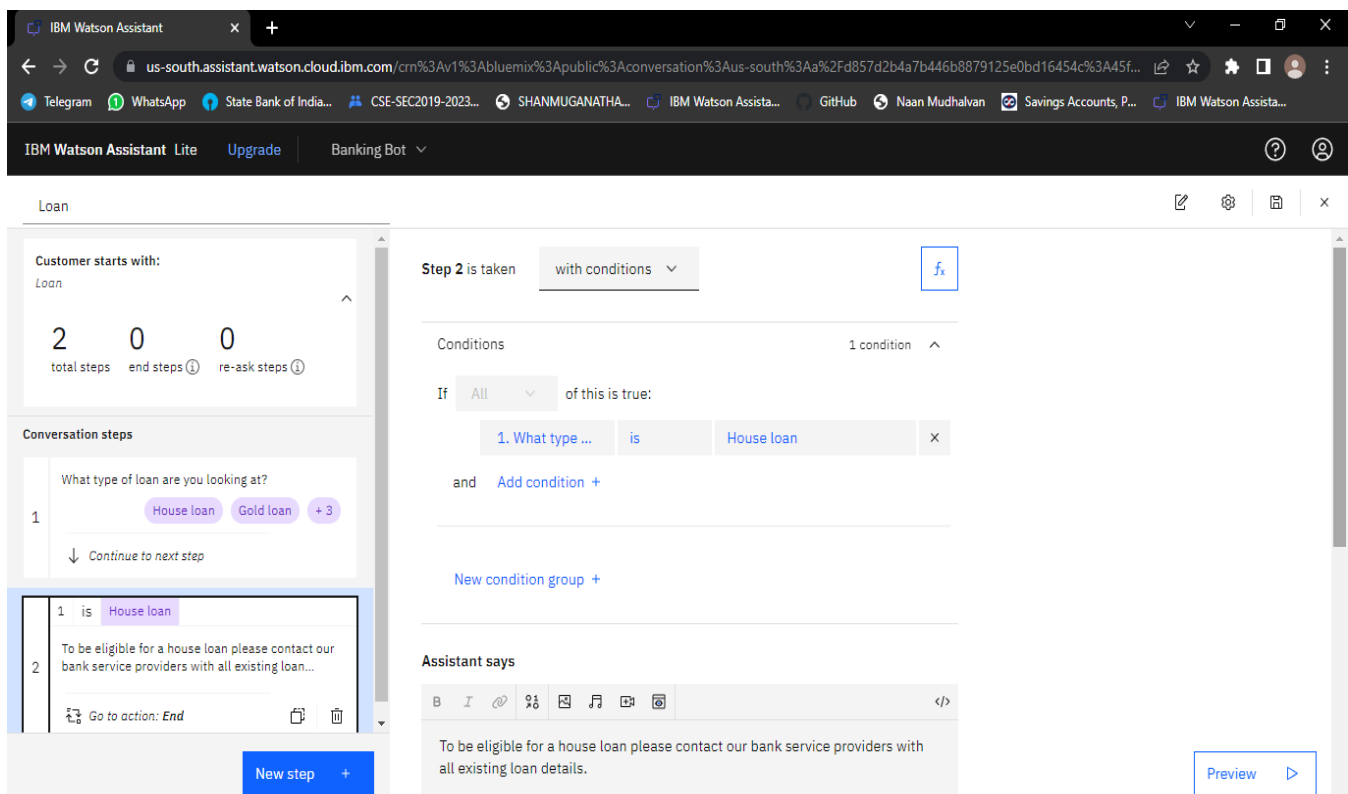 IBM Watson Assistant
us-south.assistant.watson.cloud.ibm.com/crn%3Av1%3Abluemix%3Apublic%3Aconversation%3Aus-south%3Aa%2Fd857d2b4a7b446b8879125e0bd16454c%3A45f...
Telegram WhatsApp State Bank of India... CSE-SEC2019-2023... SHANMUGANATHA... IBM Watson Assista... GitHub Naan Mudhalvan Savings Accounts, P... IBM Watson Assista...
IBM Watson Assistant Lite Upgrade Banking Bot
Loan
Customer starts with:
Loan
2 0 0
total steps end steps re-ask steps
Conversation steps
1
What type of loan are you looking at?
House loan Gold loan + 3
Continue to next step
2
1 is House loan
To be eligible for a house loan please contact our
bank service providers with all existing loan...
Go to action: End
New step +
Step 2 is taken with conditions fx
Conditions 1 condition
If All of this is true:
1. What type ... is House loan
and Add condition +
New condition group +
Assistant says
B I </>
To be eligible for a house loan please contact our bank service providers with
all existing loan details.
Preview